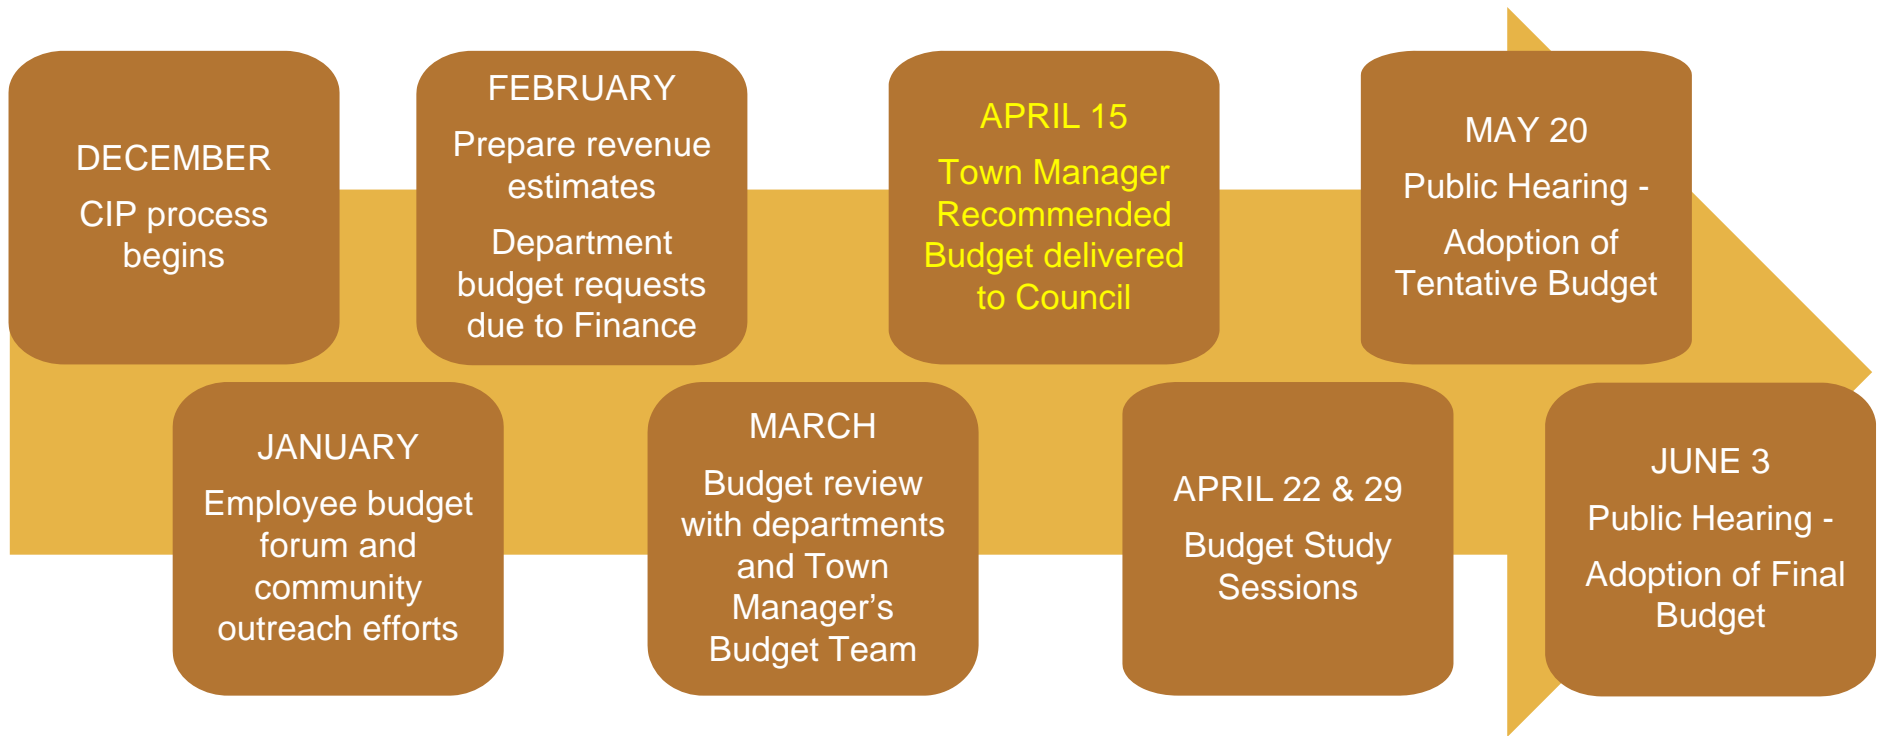 DECEMBER
CIP process
begins
JANUARY
Employee budget
forum and
community
outreach efforts
FEBRUARY
Prepare revenue
estimates
Department
budget requests
due to Finance
MARCH
Budget review
with departments
and Town
Manager’s
Budget Team
APRIL 15
Town Manager
Recommended
Budget delivered
to Council
APRIL 22 & 29
Budget Study
Sessions
MAY 20
Public Hearing -
Adoption of
Tentative Budget
JUNE 3
Public Hearing -
Adoption of Final
Budget